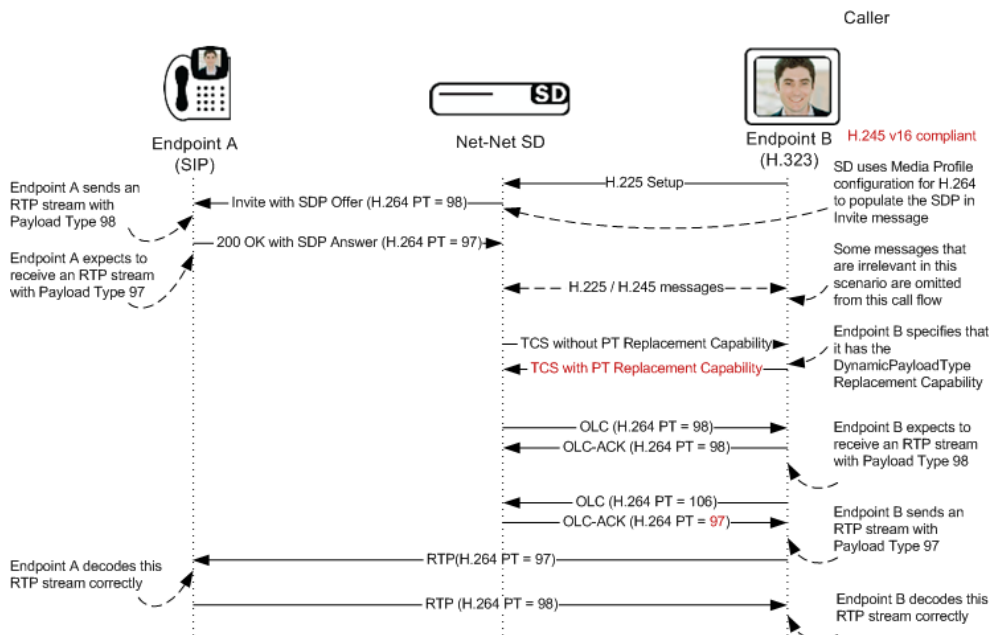 Caller
SD
Endpoint A
(SIP)
Net-Net SD
Endpoint B
(H.323)
H.245 v16 compliant
Endpoint A sends an
RTP stream with
Payload Type 98
H.225 Setup
Invite with SDP Offer (H.264 PT = 98)
SD uses Media Profile
configuration for H.264
to populate the SDP in
Invite message
200 OK with SDP Answer (H.264 PT = 97)
Endpoint A expects to
receive an RTP stream
with Payload Type 97
H.225 / H.245 messages
Some messages that
are irrelevant in this
scenario are omitted
from this call flow
TCS without PT Replacement Capability
TCS with PT Replacement Capability
Endpoint B specifies that
it has the
DynamicPayloadType
Replacement Capability
OLC (H.264 PT = 98)
OLC-ACK (H.264 PT = 98)
Endpoint B expects to
receive an RTP stream
with Payload Type 98
OLC (H.264 PT = 106)
OLC-ACK (H.264 PT = 97)
Endpoint B sends an
RTP stream with
Payload Type 97
RTP(H.264 PT = 97)
Endpoint A decodes this
RTP stream correctly
RTP (H.264 PT = 98)
Endpoint B decodes this
RTP stream correctly